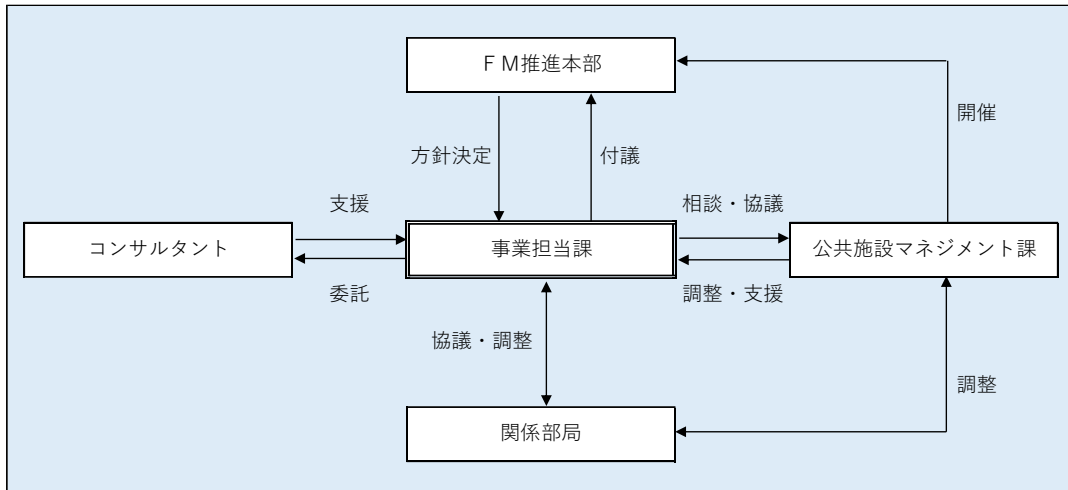 ＦＭ推進本部
開催
方針決定
付議
支援
相談・協議
コンサルタント
事業担当課
公共施設マネジメント課
委託
調整・支援
協議・調整
調整
関係部局